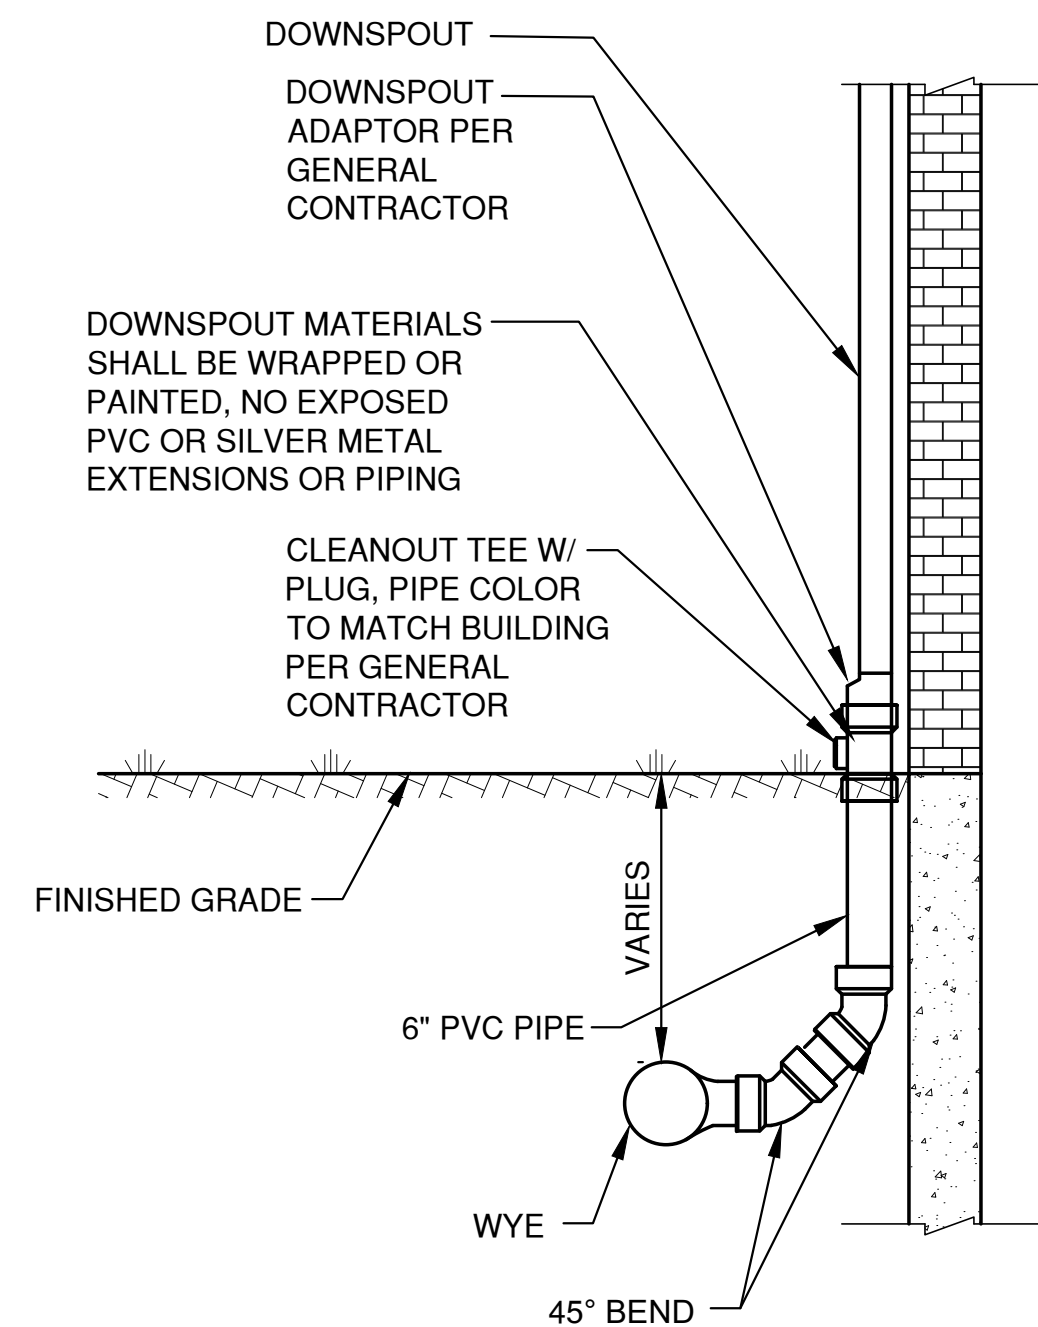 DOWNSPOUT
DOWNSPOUT
ADAPTOR PER
GENERAL
CONTRACTOR
DOWNSPOUT MATERIALS
SHALL BE WRAPPED OR
PAINTED, NO EXPOSED
PVC OR SILVER METAL
EXTENSIONS OR PIPING
CLEANOUT TEE W/
PLUG, PIPE COLOR
TO MATCH BUILDING
PER GENERAL
CONTRACTOR
FINISHED GRADE
VARIES
6" PVC PIPE
WYE
45° BEND